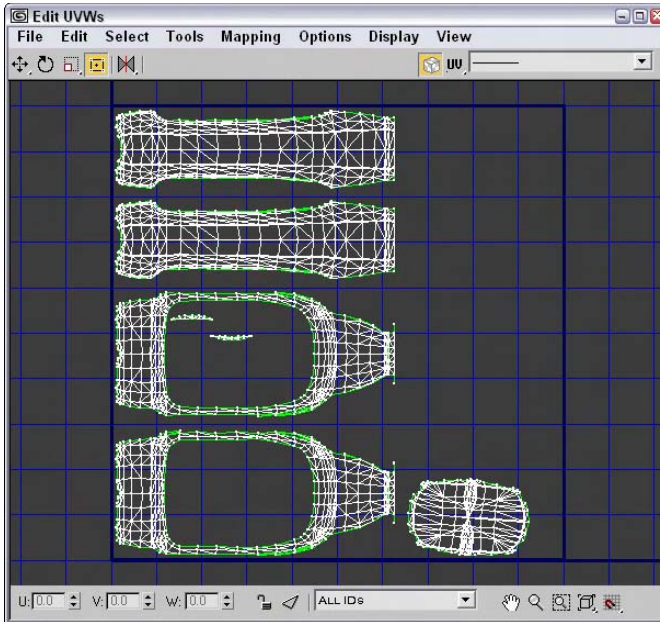 Edit UVWs
File Edit Select Tools Mapping Options Display View
UV
U: 0.0 V: 0.0 W: 0.0 ALL IDs